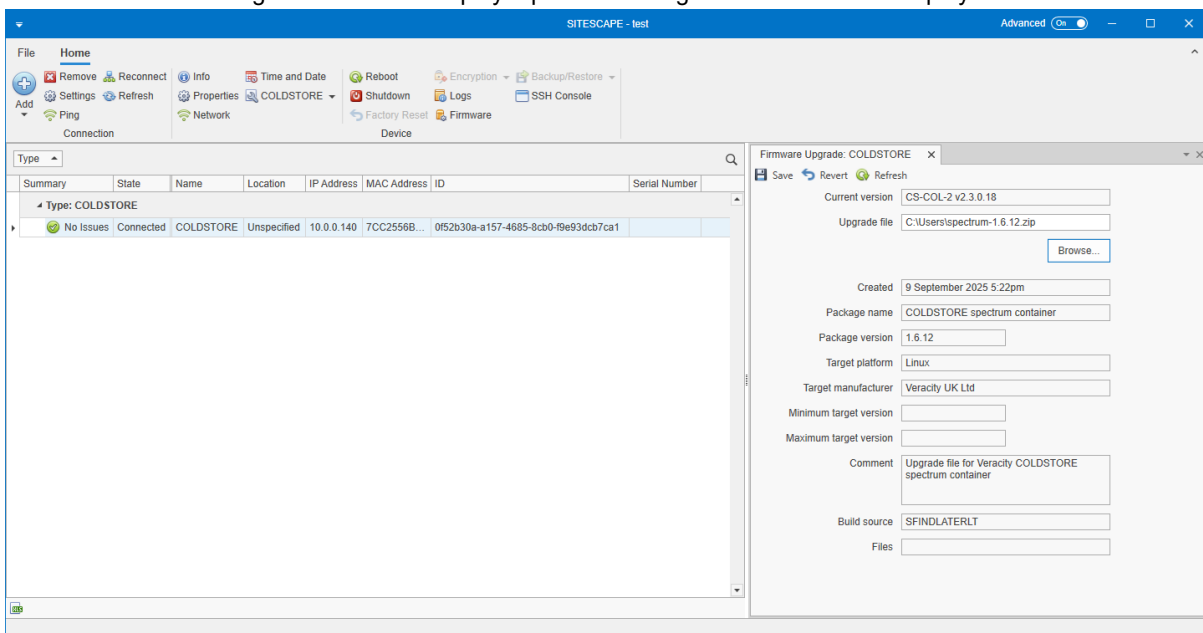 SITESCAPE - test
Advanced On
File Home
Add
Remove
Settings
Ping
Reconnect
Refresh
Connection
Info
Properties
Network
Time and Date
COLDSTORE
Reboot
Shutdown
Factory Reset
Encryption
Logs
Firmware
Backup/Restore
SSH Console
Device
Type
Summary State Name Location IP Address MAC Address ID Serial Number
Type: COLDSTORE
No Issues Connected COLDSTORE Unspecified 10.0.0.140 7CC2556B... 0f52b30a-a157-4685-8cb0-f9e93dcb7ca1
Firmware Upgrade: COLDSTORE
Save Revert Refresh
Current version CS-COL-2 v2.3.0.18
Upgrade file C:\Users\spectrum-1.6.12.zip
Browse...
Created 9 September 2025 5:22pm
Package name COLDSTORE spectrum container
Package version 1.6.12
Target platform Linux
Target manufacturer Veracity UK Ltd
Minimum target version
Maximum target version
Comment Upgrade file for Veracity COLDSTORE
spectrum container
Build source SFINDLATERLT
Files